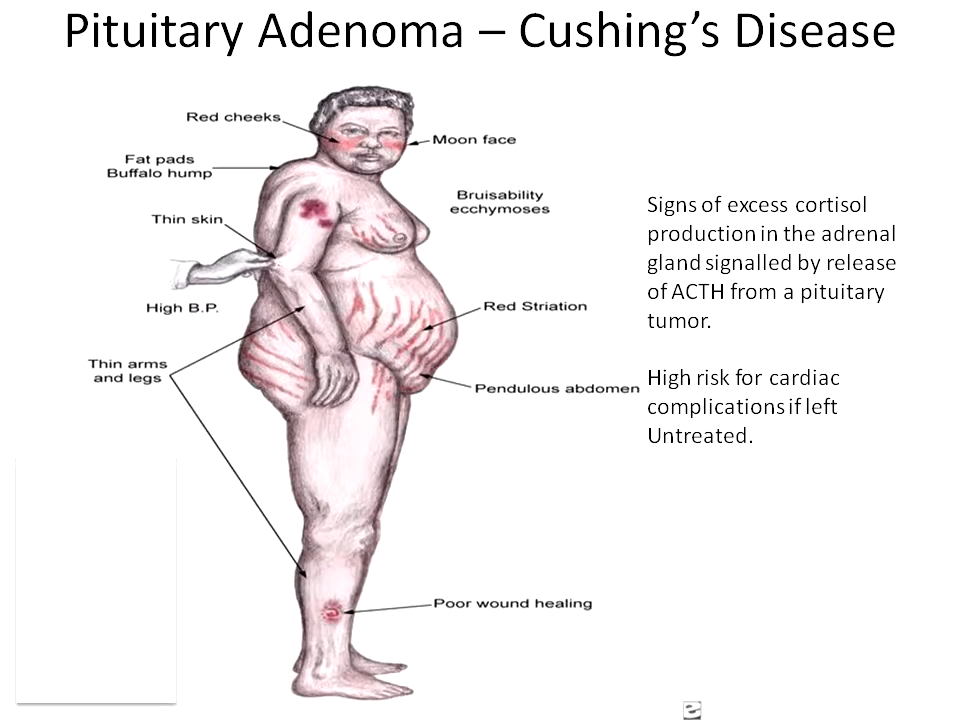 Pituitary Adenoma – Cushing’s Disease
Red cheeks
Moon face
Fat pads
Buffalo hump
Bruisability
ecchymoses
Thin skin
High B.P.
Red Striation
Thin arms
and legs
Pendulous abdomen
Poor wound healing
Signs of excess cortisol
production in the adrenal
gland signalled by release
of ACTH from a pituitary
tumor.
High risk for cardiac
complications if left
Untreated.